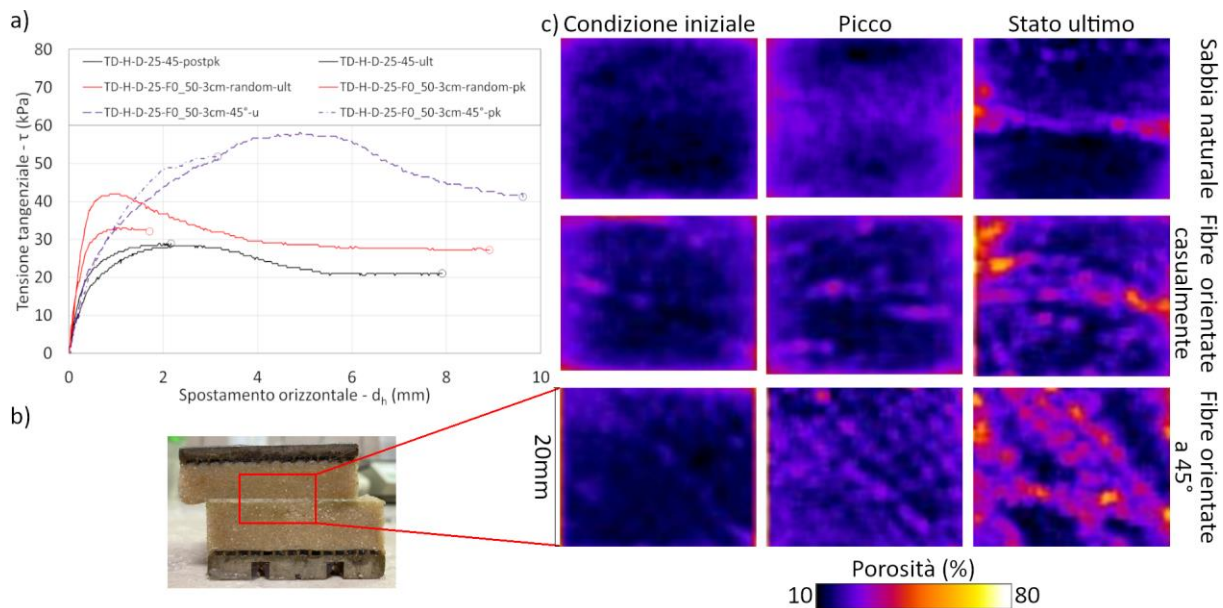 a)
80
70
60
50
40
30
20
10
0
Tensione tangenziale - τ (kPa)
TD-H-D-25-45-postpk
TD-H-D-25-45-ult
TD-H-D-25-F0_50-3cm-random-ult
TD-H-D-25-F0_50-3cm-random-pk
TD-H-D-25-F0_50-3cm-45°-u
TD-H-D-25-F0_50-3cm-45°-pk
0 2 4 6 8 10
Spostamento orizzontale - dh (mm)
b)
c)
Condizione iniziale
Picco
Stato ultimo
Sabbia naturale
Fibre orientate
casualmente
Fibre orientate
a 45°
20mm
Porosità (%)
10
80